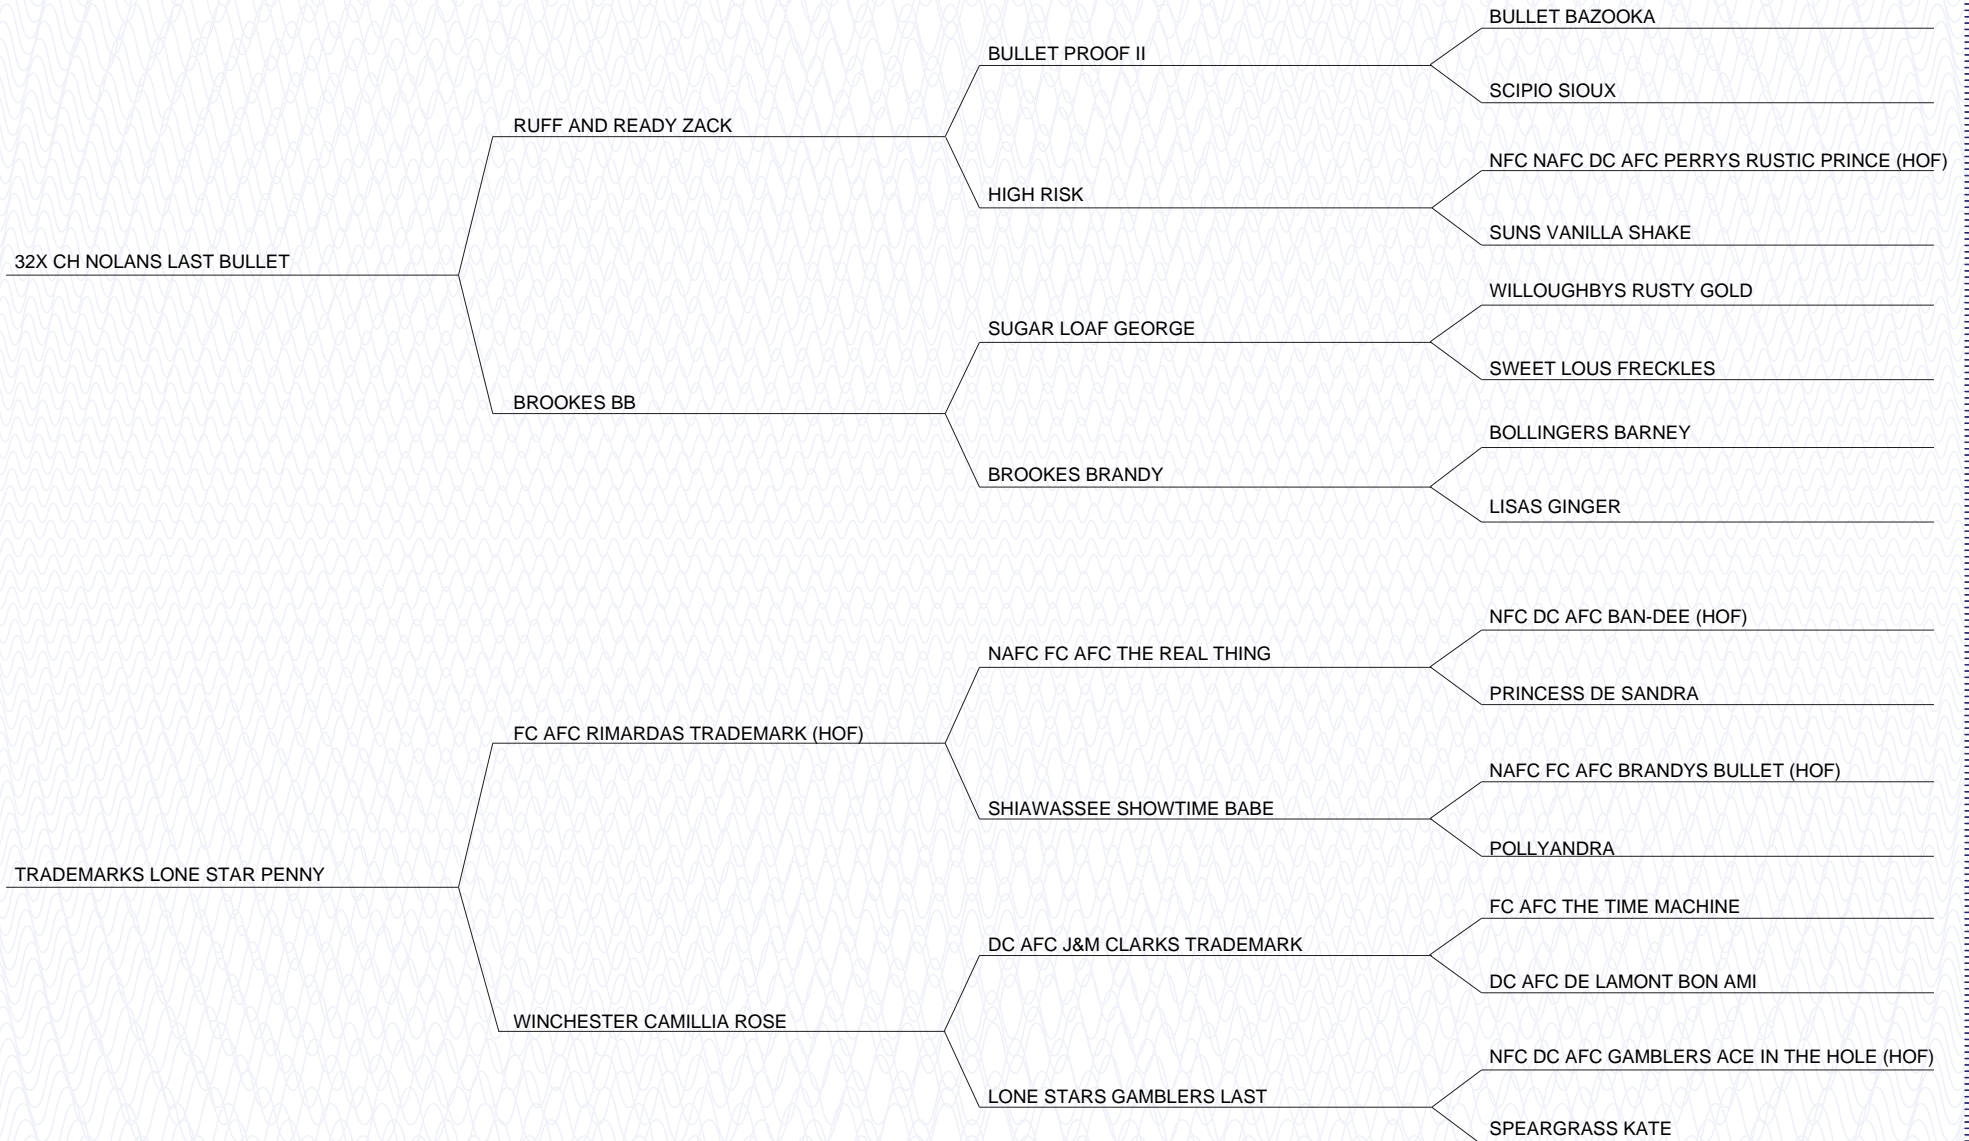 BULLET BAZOOKA
BULLET PROOF II
SCIPIO SIOUX
RUFF AND READY ZACK
NFC NAFC DC AFC PERRYS RUSTIC PRINCE (HOF)
HIGH RISK
SUNS VANILLA SHAKE
32X CH NOLANS LAST BULLET
WILLOUGHBYS RUSTY GOLD
SUGAR LOAF GEORGE
SWEET LOUS FRECKLES
BROOKES BB
BOLLINGERS BARNEY
BROOKES BRANDY
LISAS GINGER
NFC DC AFC BAN-DEE (HOF)
NAFC FC AFC THE REAL THING
PRINCESS DE SANDRA
FC AFC RIMARDAS TRADEMARK (HOF)
NAFC FC AFC BRANDYS BULLET (HOF)
SHIAWASSEE SHOWTIME BABE
POLLYANDRA
TRADEMARKS LONE STAR PENNY
FC AFC THE TIME MACHINE
DC AFC J&M CLARKS TRADEMARK
DC AFC DE LAMONT BON AMI
WINCHESTER CAMILLIA ROSE
NFC DC AFC GAMBLERS ACE IN THE HOLE (HOF)
LONE STARS GAMBLERS LAST
SPEARGRASS KATE